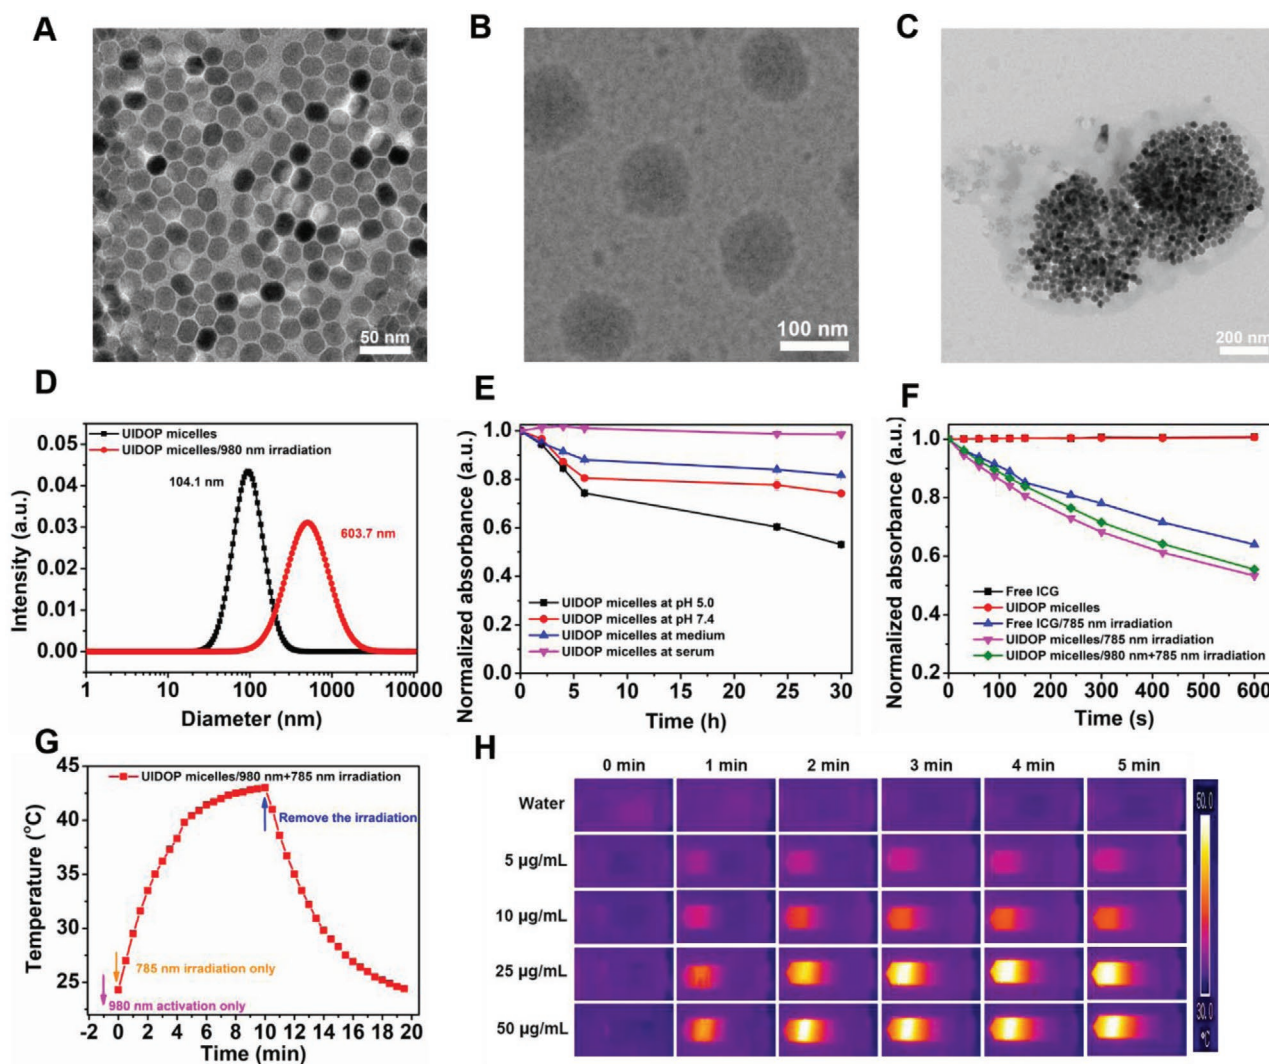 A
B
C
50 nm
100 nm
200 nm
D
E
F
UIDOP micelles
UIDOP micelles/980 nm irradiation
104.1 nm
603.7 nm
Intensity (a.u.)
0.05
0.04
0.03
0.02
0.01
0.00
1
10
100
1000
10000
Diameter (nm)
Normalized absorbance (a.u.)
1.0
0.8
0.6
0.4
0.2
0.0
UIDOP micelles at pH 5.0
UIDOP micelles at pH 7.4
UIDOP micelles at medium
UIDOP micelles at serum
0
5
10
15
20
25
30
Time (h)
Normalized absorbance (a.u.)
1.0
0.8
0.6
0.4
0.2
Free ICG
UIDOP micelles
Free ICG/785 nm irradiation
UIDOP micelles/785 nm irradiation
UIDOP micelles/980 nm+785 nm irradiation
0
150
300
450
600
Time (s)
G
H
Temperature (°C)
45
40
35
30
25
UIDOP micelles/980 nm+785 nm irradiation
Remove the irradiation
785 nm irradiation only
980 nm activation only
-2
0
2
4
6
8
10
12
14
16
18
20
Time (min)
0 min
1 min
2 min
3 min
4 min
5 min
Water
5 µg/mL
10 µg/mL
25 µg/mL
50 µg/mL
50.0
30.0
°C